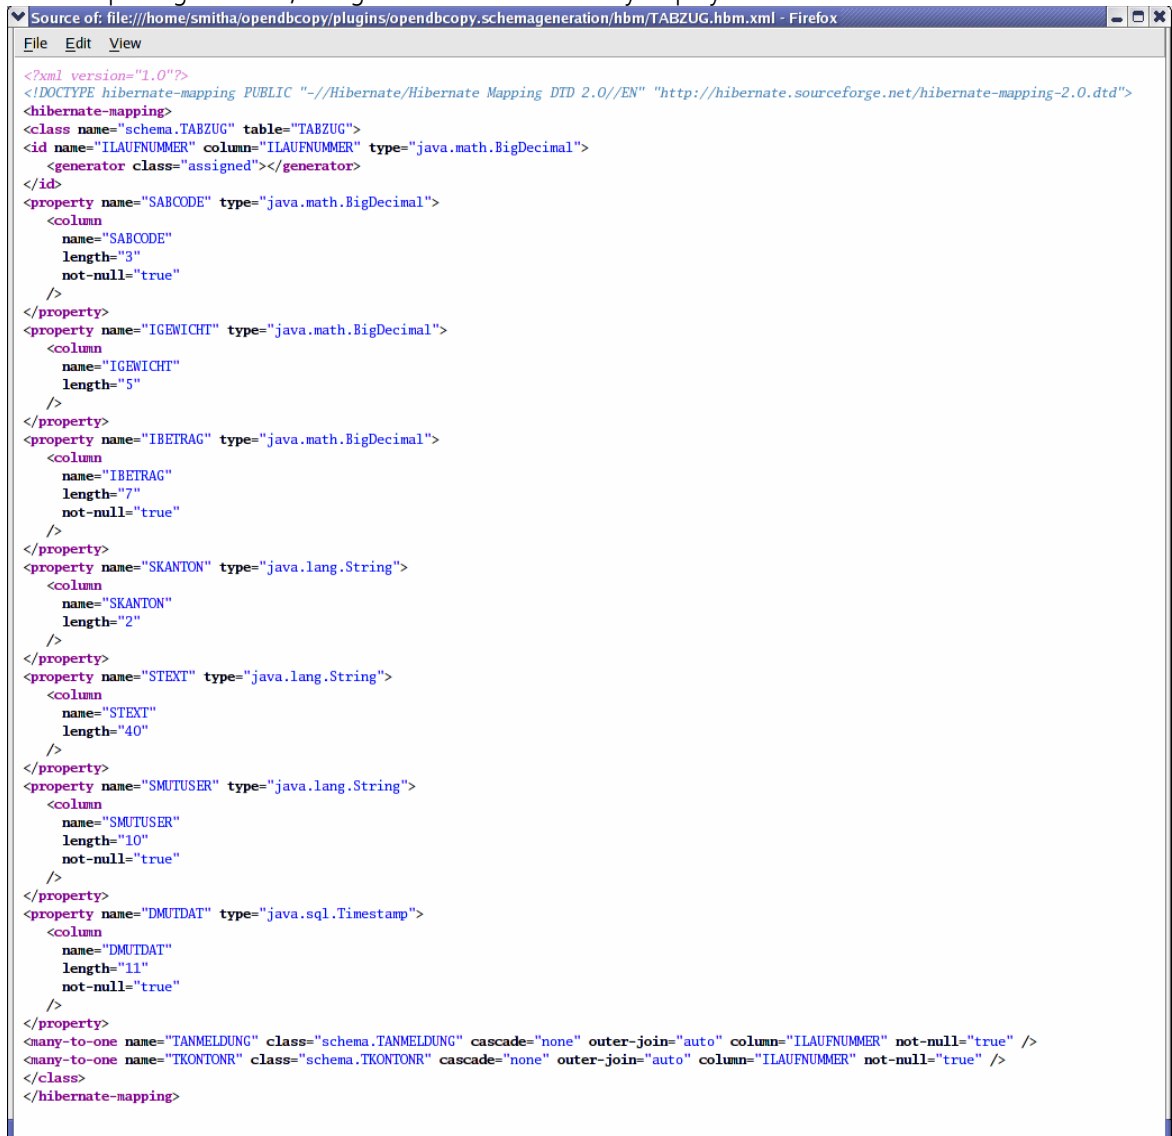 Source of: file:///home/smitha/opendbcopy/plugins/opendbcopy.schemageneration/hbm/TABZUG.hbm.xml - Firefox
File Edit View
<?xml version="1.0"?>
<!DOCTYPE hibernate-mapping PUBLIC "-//Hibernate/Hibernate Mapping DTD 2.0//EN" "http://hibernate.sourceforge.net/hibernate-mapping-2.0.dtd">
<hibernate-mapping>
<class name="schema.TABZUG" table="TABZUG">
<id name="ILAUFNUMMER" column="ILAUFNUMMER" type="java.math.BigDecimal">
<generator class="assigned"></generator>
</id>
<property name="SABCODE" type="java.math.BigDecimal">
<column
name="SABCODE"
length="3"
not-null="true"
/>
</property>
<property name="IGEWICHT" type="java.math.BigDecimal">
<column
name="IGEWICHT"
length="5"
/>
</property>
<property name="IBETRAG" type="java.math.BigDecimal">
<column
name="IBETRAG"
length="7"
not-null="true"
/>
</property>
<property name="SKANTON" type="java.lang.String">
<column
name="SKANTON"
length="2"
/>
</property>
<property name="STEXT" type="java.lang.String">
<column
name="STEXT"
length="40"
/>
</property>
<property name="SMUTUSER" type="java.lang.String">
<column
name="SMUTUSER"
length="10"
not-null="true"
/>
</property>
<property name="DMUTDAT" type="java.sql.Timestamp">
<column
name="DMUTDAT"
length="11"
not-null="true"
/>
</property>
<many-to-one name="TANMELDUNG" class="schema.TANMELDUNG" cascade="none" outer-join="auto" column="ILAUFNUMMER" not-null="true" />
<many-to-one name="TKONTONR" class="schema.TKONTONR" cascade="none" outer-join="auto" column="ILAUFNUMMER" not-null="true" />
</class>
</hibernate-mapping>